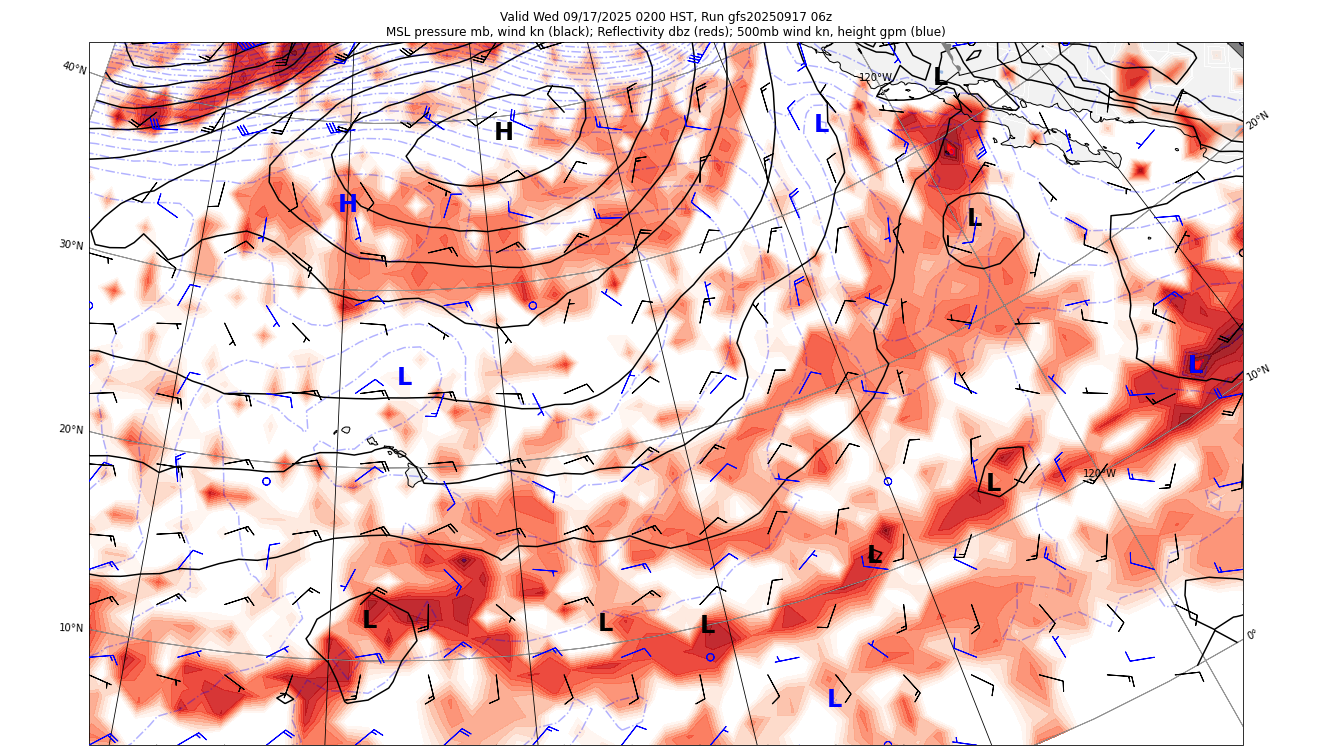 Valid Wed 09/17/2025 0200 HST, Run gfs20250917 06z
MSL pressure mb, wind kn (black); Reflectivity dbz (reds); 500mb wind kn, height gpm (blue)
40°N
120°W
L
20°N
L
H
H
L
30°N
L
10°N
L
20°N
120°W
L
L
10°N
L
L
L
0°
L